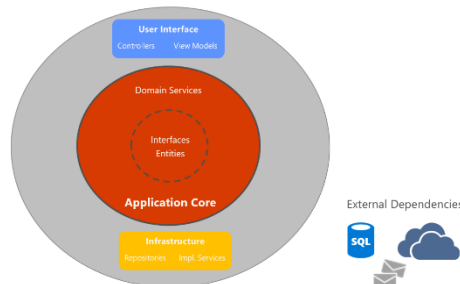 User Interface
Controllers View Models
Domain Services
Interfaces
Entities
Application Core
Infrastructure
Repositories Impl. Services
External Dependencies
SQL